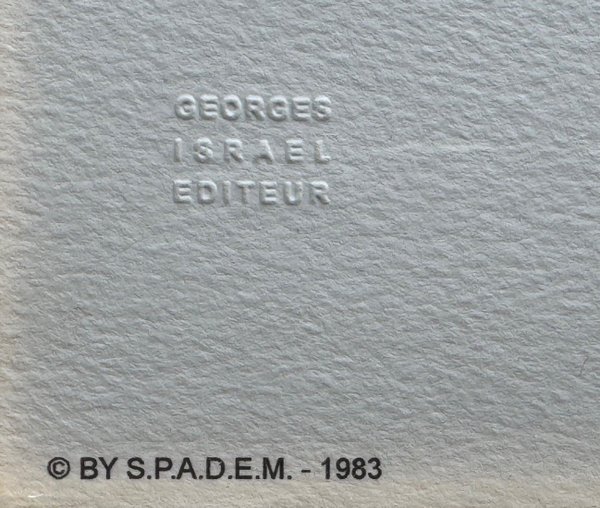 GEORGES
ISRAEL
EDITEUR
© BY S.P.A.D.E.M. - 1983